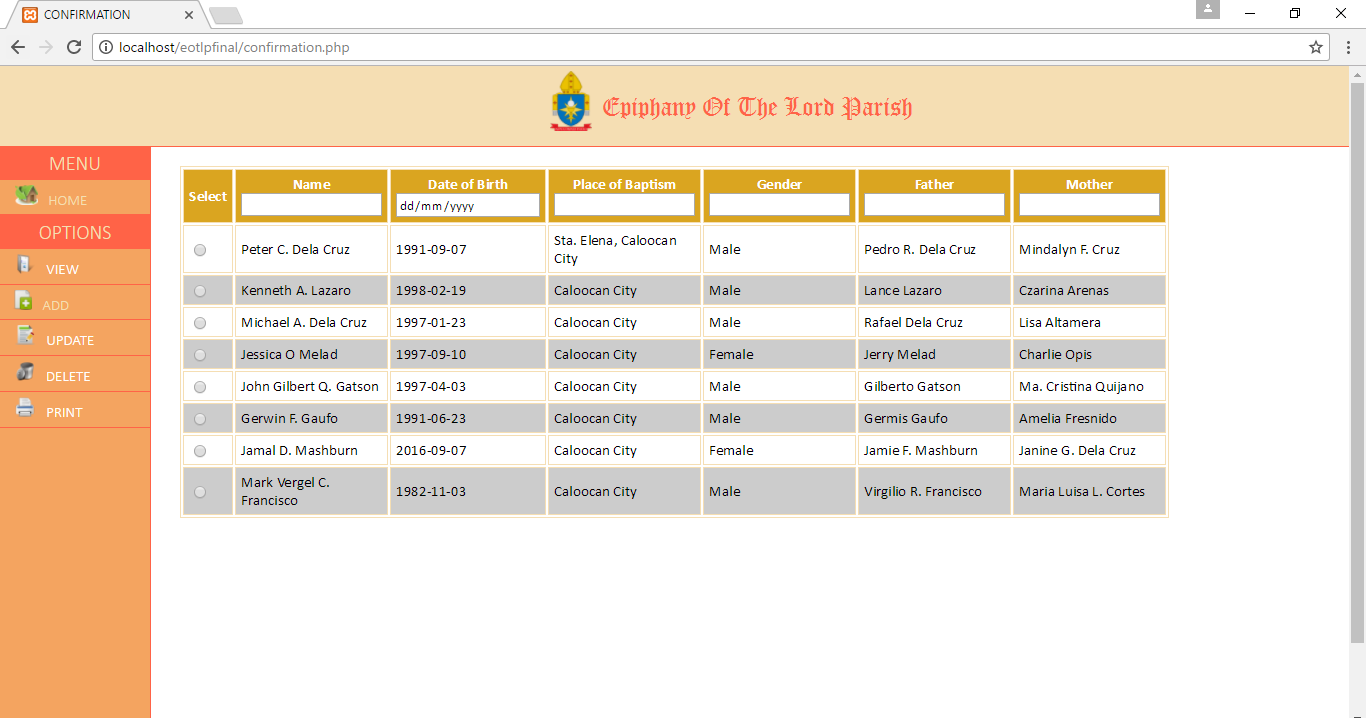 CONFIRMATION
localhost/eotlpfinal/confirmation.php
Epiphany Of The Lord Parish
MENU
HOME
OPTIONS
VIEW
ADD
UPDATE
DELETE
PRINT
Select Name Date of Birth Place of Baptism Gender Father Mother
dd/mm/yyyy
Peter C. Dela Cruz 1991-09-07 Sta. Elena, Caloocan City Male Pedro R. Dela Cruz Mindalyn F. Cruz
Kenneth A. Lazaro 1998-02-19 Caloocan City Male Lance Lazaro Czarina Arenas
Michael A. Dela Cruz 1997-01-23 Caloocan City Male Rafael Dela Cruz Lisa Altamera
Jessica O Melad 1997-09-10 Caloocan City Female Jerry Melad Charlie Opis
John Gilbert Q. Gatson 1997-04-03 Caloocan City Male Gilberto Gatson Ma. Cristina Quijano
Gerwin F. Gaufo 1991-06-23 Caloocan City Male Germis Gaufo Amelia Fresnido
Jamal D. Mashburn 2016-09-07 Caloocan City Female Jamie F. Mashburn Janine G. Dela Cruz
Mark Vergel C. Francisco 1982-11-03 Caloocan City Male Virgilio R. Francisco Maria Luisa L. Cortes